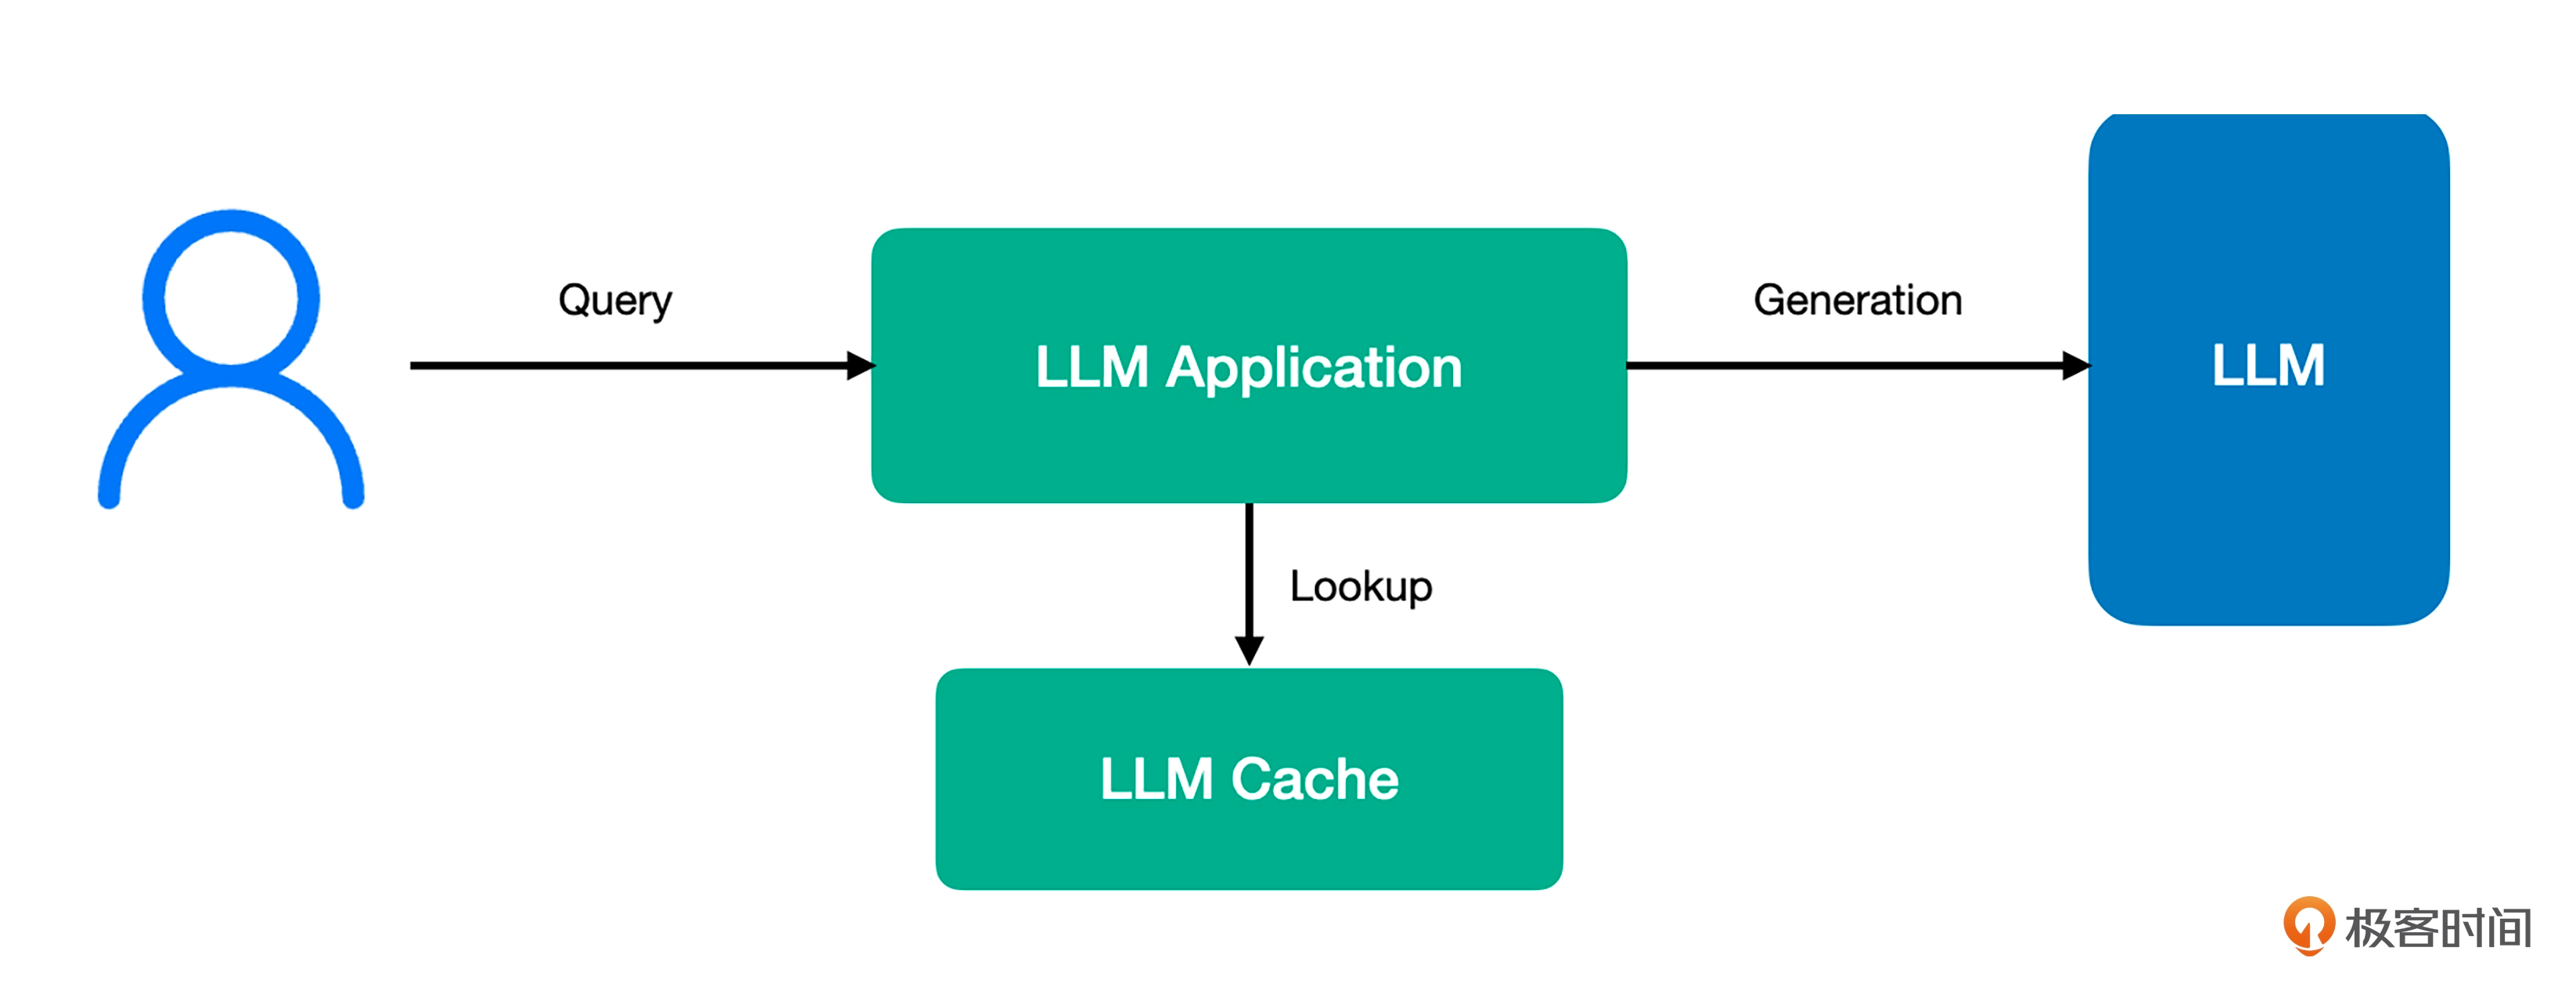 Query
LLM Application
Generation
LLM
Lookup
LLM Cache
极客时间